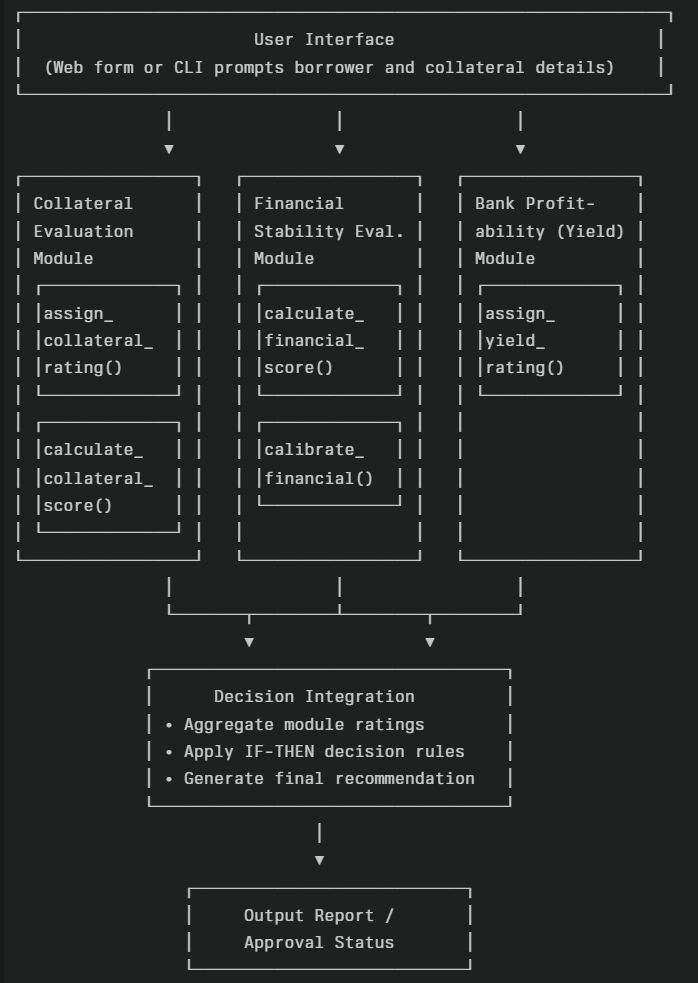 User Interface
(Web form or CLI prompts borrower and collateral details)
Collateral
Evaluation
Module
assign_
collateral_
rating()
calculate_
collateral_
score()
Financial
Stability Eval.
Module
calculate_
financial_
score()
calibrate_
financial()
Bank Profit-
ability (Yield)
Module
assign_
yield_
rating()
Decision Integration
• Aggregate module ratings
• Apply IF-THEN decision rules
• Generate final recommendation
Output Report /
Approval Status